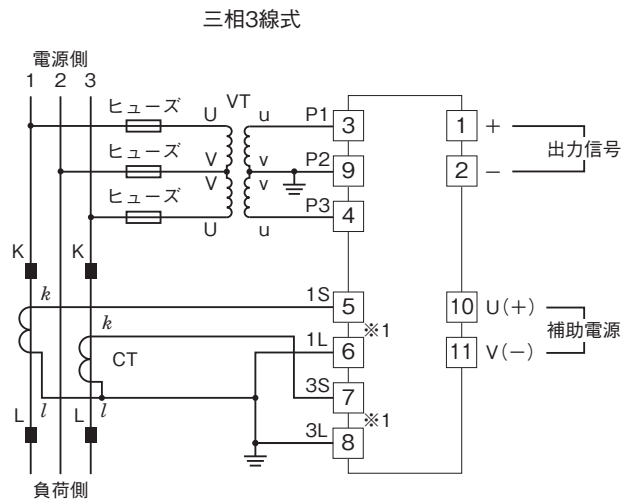 三相3線式
電源側
1 2 3
ヒューズ U VT u P1 3 1 +
出力信号
ヒューズ V v P2 9 2 −
V v
ヒューズ U u P3 4
K K
k 1S 5 10 U(+)
※1
補助電源
k 1L 6 11 V(−)
CT
3S 7
※1
L l L l 3L 8
負荷側